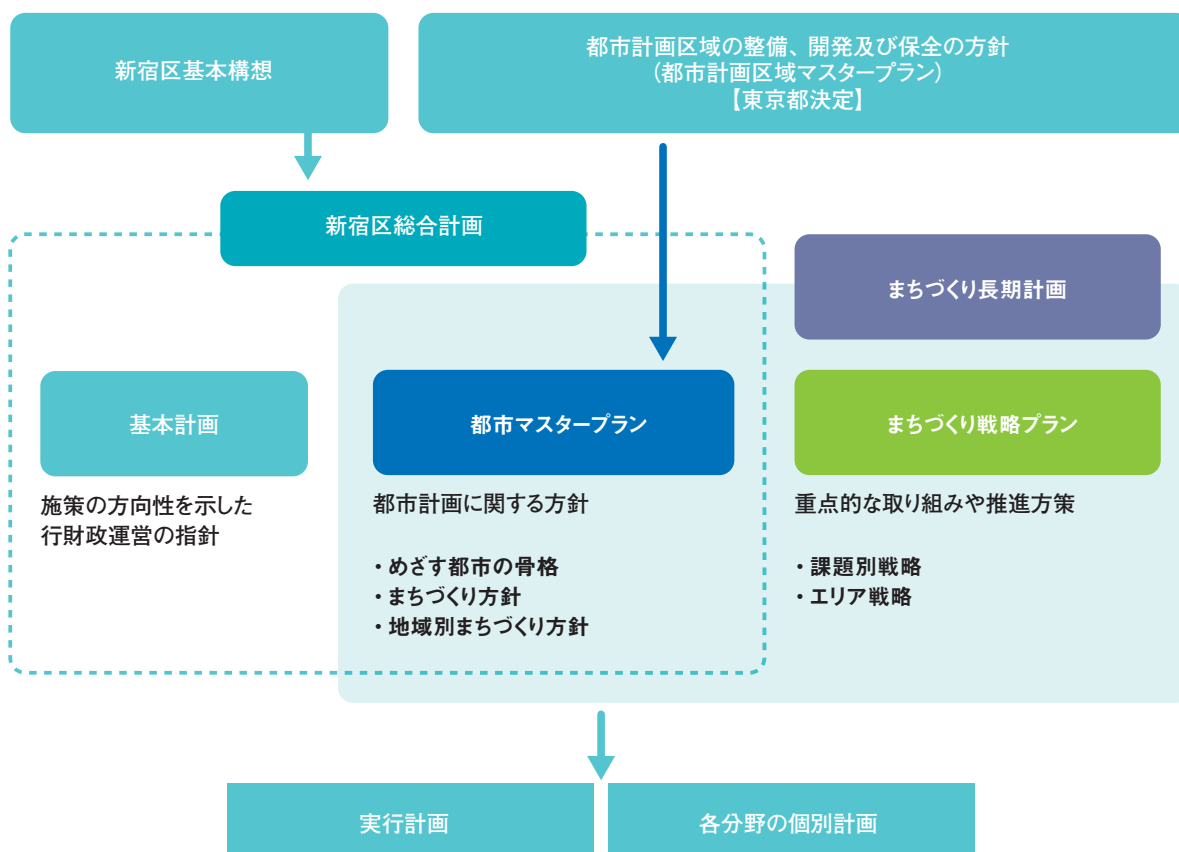 新宿区基本構想
都市計画区域の整備、開発及び保全の方針
(都市計画区域マスタープラン)
【東京都決定】
新宿区総合計画
まちづくり長期計画
基本計画
都市マスタープラン
まちづくり戦略プラン
施策の方向性を示した
行財政運営の指針
都市計画に関する方針
・めざす都市の骨格
・まちづくり方針
・地域別まちづくり方針
重点的な取り組みや推進方策
・課題別戦略
・エリア戦略
実行計画
各分野の個別計画